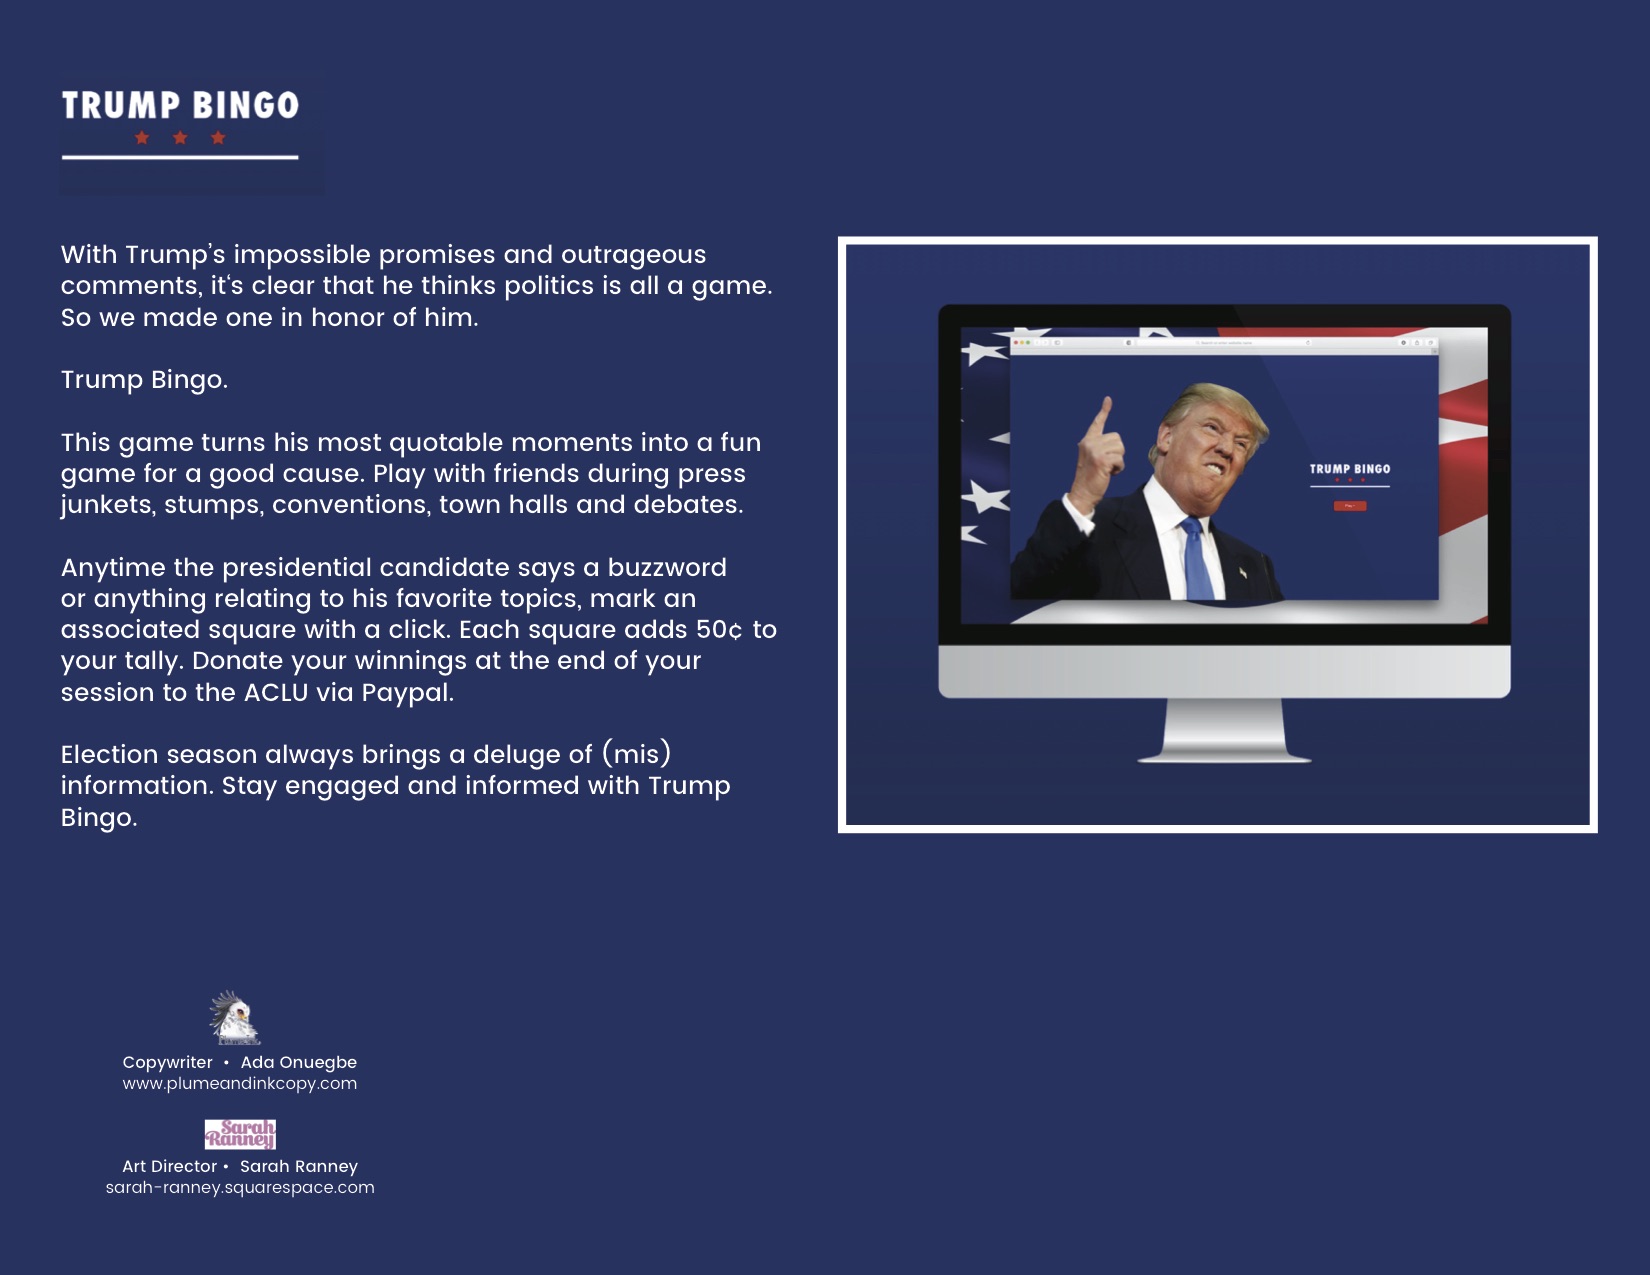 TRUMP BINGO
With Trump’s impossible promises and outrageous
comments, it‘s clear that he thinks politics is all a game.
So we made one in honor of him.
Trump Bingo.
This game turns his most quotable moments into a fun
game for a good cause. Play with friends during press
junkets, stumps, conventions, town halls and debates.
Anytime the presidential candidate says a buzzword
or anything relating to his favorite topics, mark an
associated square with a click. Each square adds 50¢ to
your tally. Donate your winnings at the end of your
session to the ACLU via Paypal.
Election season always brings a deluge of (mis)
information. Stay engaged and informed with Trump
Bingo.
TRUMP BINGO
Copywriter • Ada Onuegbe
www.plumeandinkcopy.com
Sarah
Ranney
Art Director • Sarah Ranney
sarah-ranney.squarespace.com